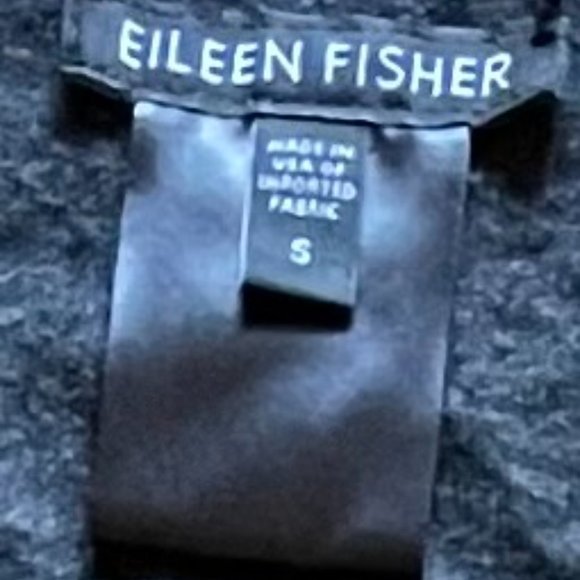 EILEEN FISHER
MADE IN
USA OF
IMPORTED
FABRIC
S